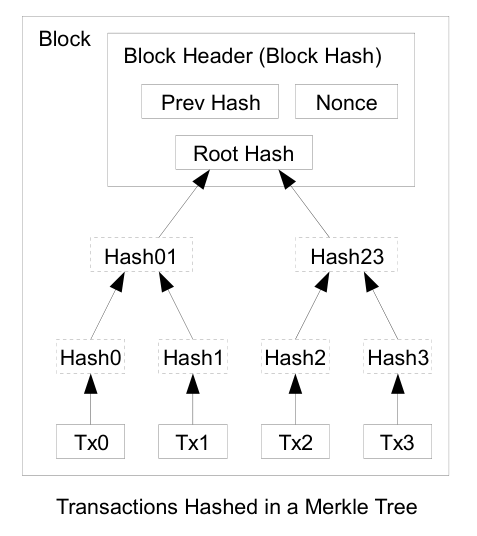 Block
Block Header (Block Hash)
Prev Hash
Nonce
Root Hash
Hash01
Hash23
Hash0
Hash1
Hash2
Hash3
Tx0
Tx1
Tx2
Tx3
Transactions Hashed in a Merkle Tree